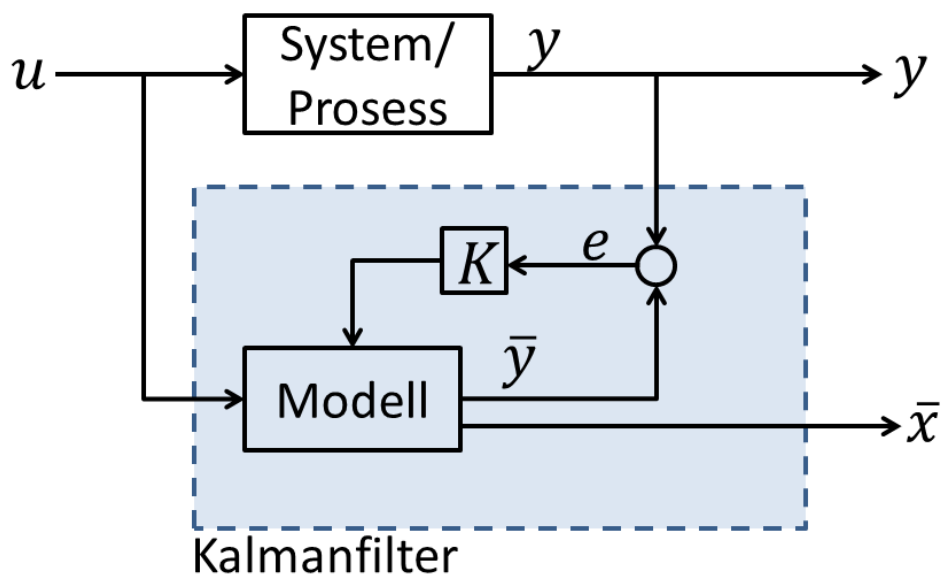 u
System/
Prosess
y
y
K
e
Modell
ȳ
x̄
Kalmanfilter